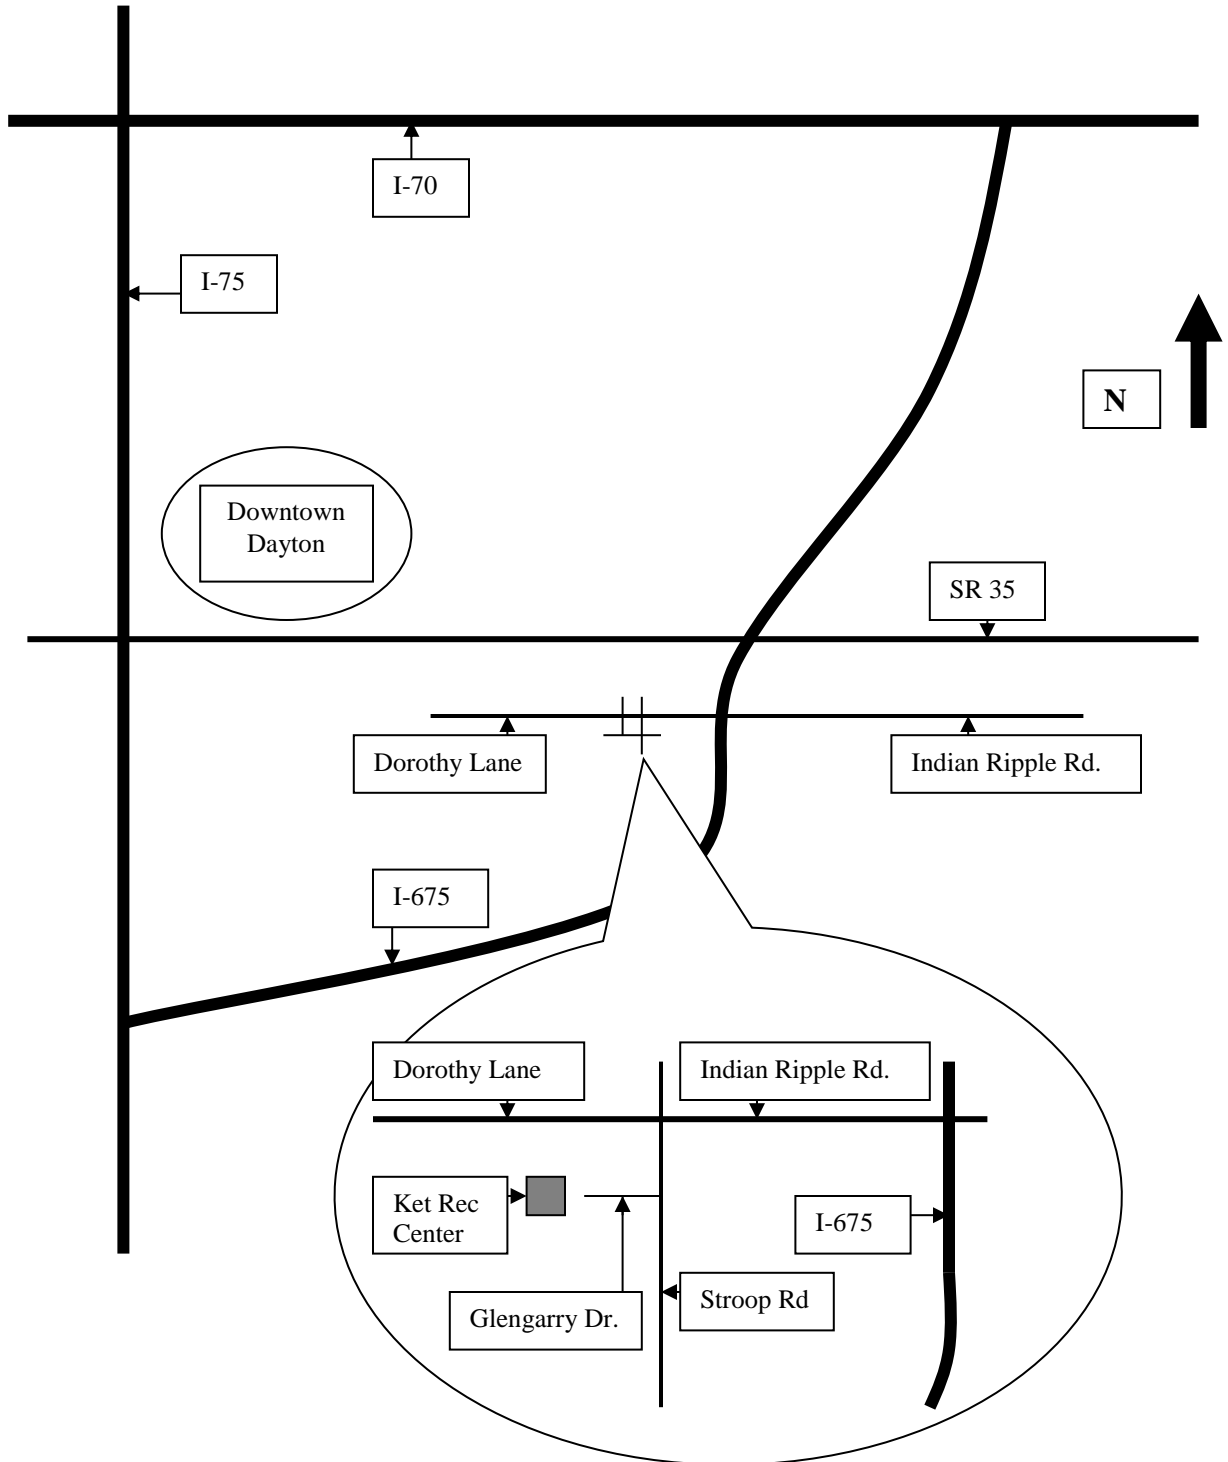 I-70
I-75
N
Downtown
Dayton
SR 35
Dorothy Lane
Indian Ripple Rd.
I-675
Dorothy Lane
Indian Ripple Rd.
Ket Rec
Center
I-675
Stroop Rd
Glengarry Dr.